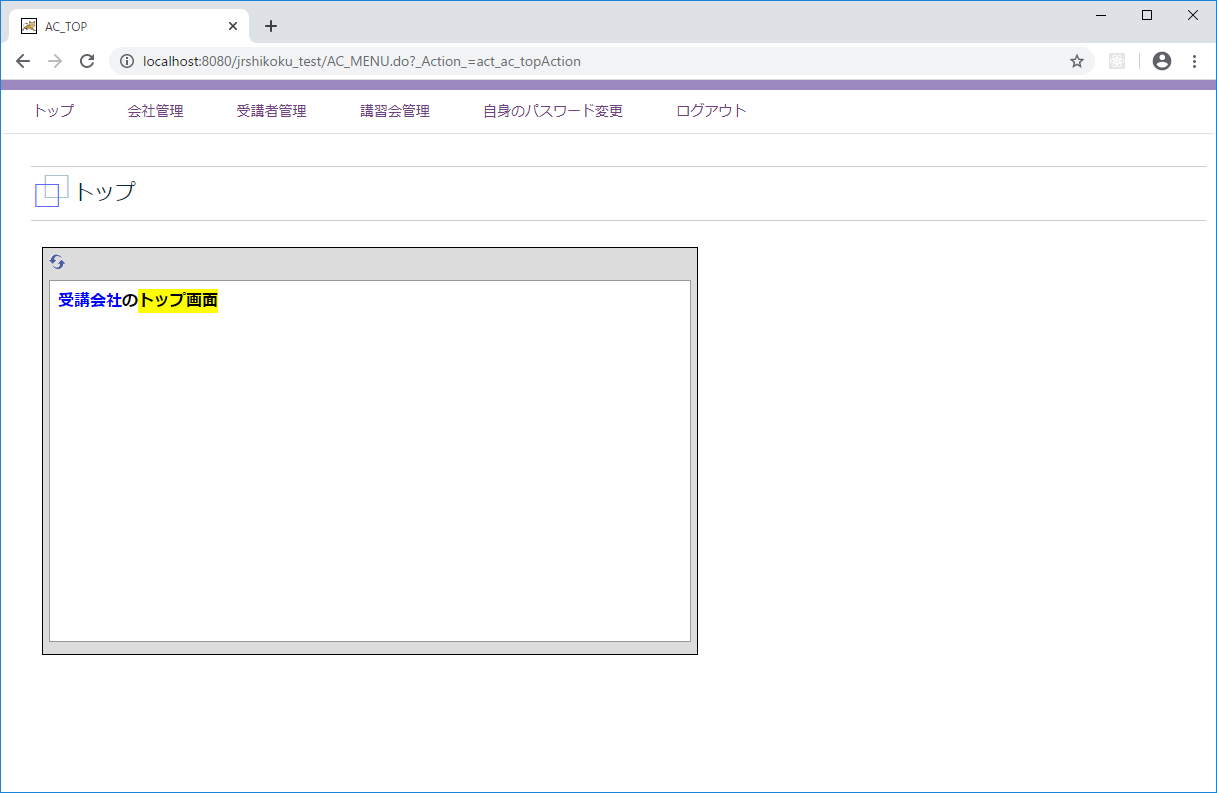 AC_TOP
localhost:8080/jrshikoku_test/AC_MENU.do?_Action_=act_ac_topAction
トップ 会社管理 受講者管理 講習会管理 自身のパスワード変更 ログアウト
トップ
受講会社のトップ画面